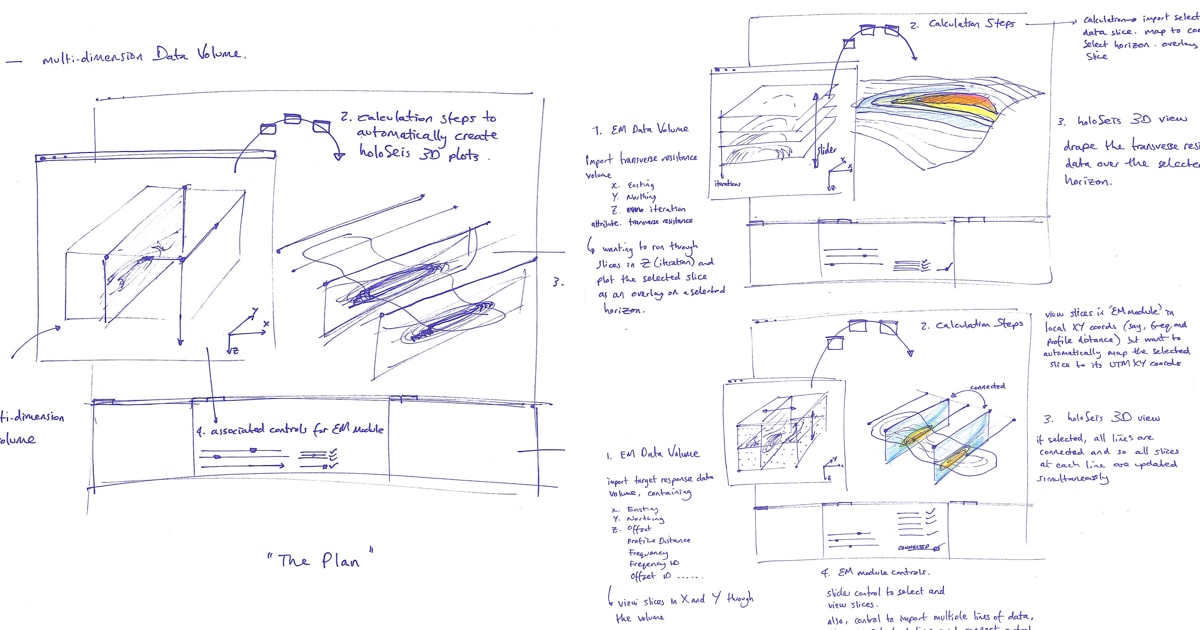 — multi-dimension Data Volume.
2. calculation steps to
automatically create
holoSeis 3D plots.
X
Y
Z
3.
ti-dimension
olume
4. associated controls for EM module
"The Plan"
2. Calculation Steps
calculation → import select
data slice. map to coo
select horizon. overlay
slice
1. EM Data Volume
import transverse resistance
volume
X. Easting
Y. Northing
Z. iteration
attribute. transverse resistance
wanting to run through
slices in Z (iteration) and
plot the selected slice
as an overlay on a selected
horizon.
slider
iteration
Y
X
Z
3. holoSeis 3D view
drape the transverse resi
data over the selected
horizon.
2. Calculation Steps
view slices in 'EM module' in
local XY coords (say, freq, and
profile distance) but want to
automatically map the selected
slice to its UTM XY coords
connected
3. holoSeis 3D view
if selected, all lines are
connected and so all slices
at each line are updated
simultaneously
1. EM Data Volume
import target response data
volume, containing
X. Easting
Y. Northing
Z. Offset
Profile Distance
Frequency
Frequency ID
Offset ID ......
view slices in X and Y through
the volume
CONNECTED
4. EM module controls.
slider control to select and
view slices.
also, control to import multiple lines of data,